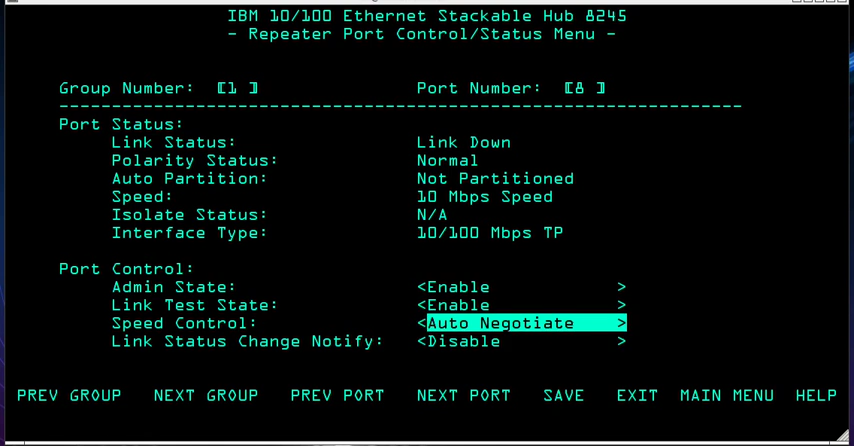 IBM 10/100 Ethernet Stackable Hub 8245
- Repeater Port Control/Status Menu -
Group Number: [1 ] Port Number: [8 ]
-----------------------------------------------------------------
Port Status:
Link Status: Link Down
Polarity Status: Normal
Auto Partition: Not Partitioned
Speed: 10 Mbps Speed
Isolate Status: N/A
Interface Type: 10/100 Mbps TP
Port Control:
Admin State: <Enable >
Link Test State: <Enable >
Speed Control: <Auto Negotiate >
Link Status Change Notify: <Disable >
PREV GROUP NEXT GROUP PREV PORT NEXT PORT SAVE EXIT MAIN MENU HELP